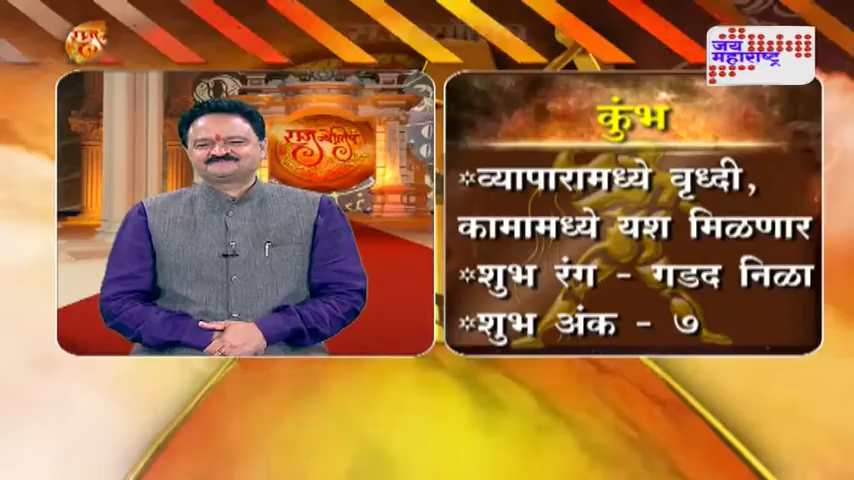 जय
महाराष्ट्र
राज ज्योतिष
कुंभ
*व्यापारामध्ये वृध्दी,
कामामध्ये यश मिळणार
*शुभ रंग - गडद निळा
*शुभ अंक - ७